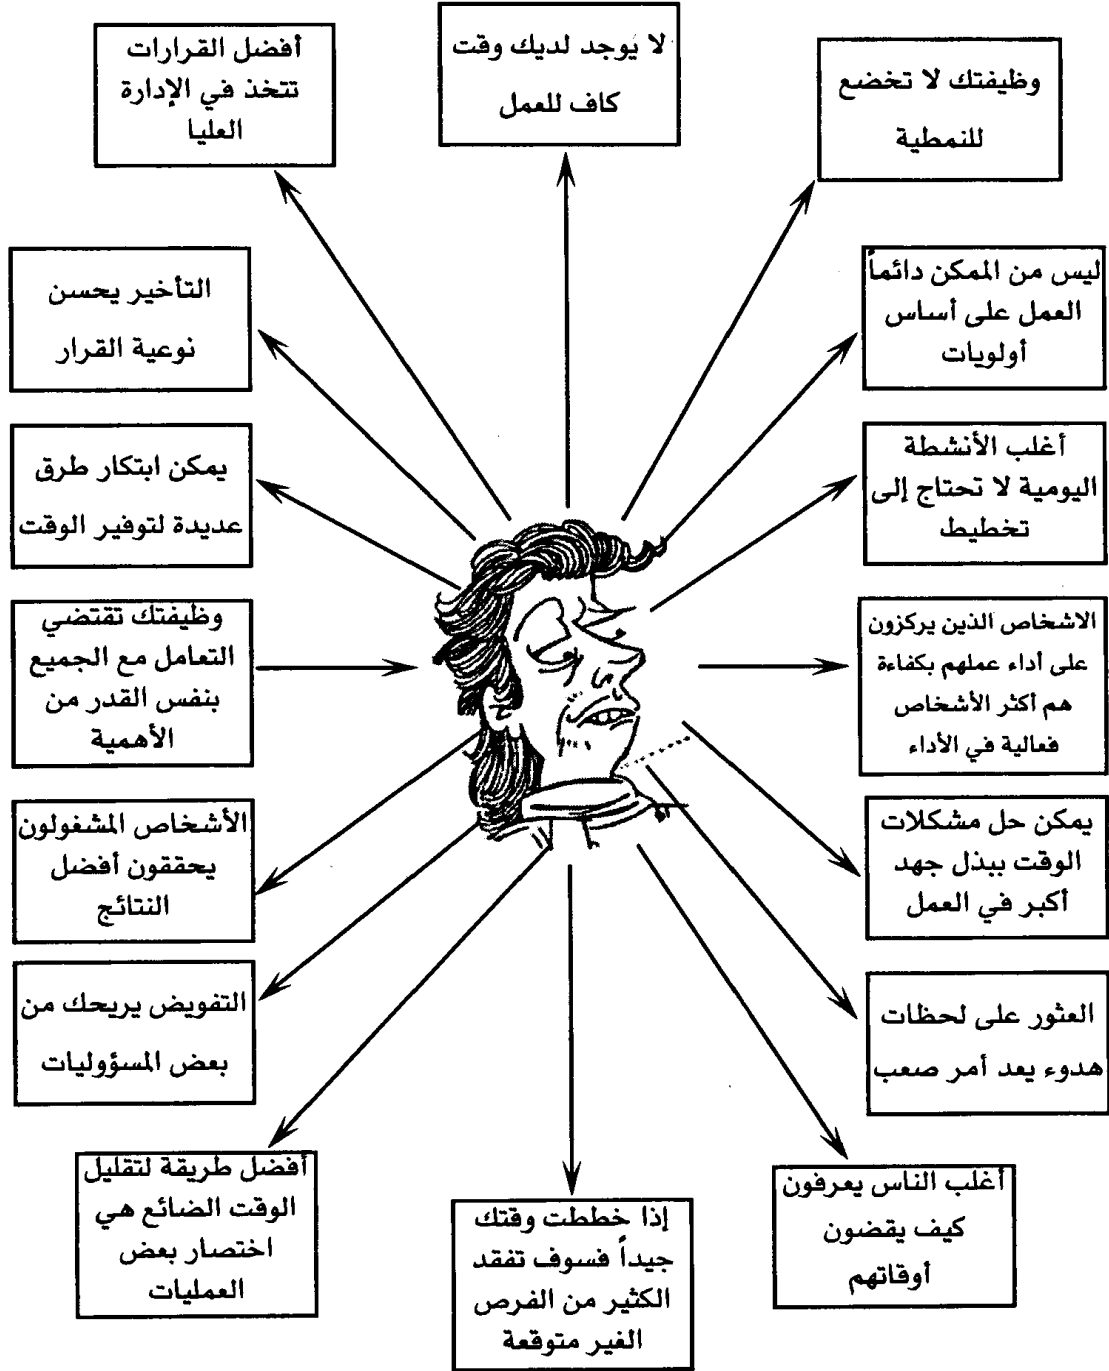 وظيفتك لا تخضع
للنمطية
لا يوجد لديك وقت
كاف للعمل
أفضل القرارات
تتخذ في الإدارة
العليا
ليس من الممكن دائماً
العمل على أساس
أولويات
التأخير يحسن
نوعية القرار
أغلب الأنشطة
اليومية لا تحتاج إلى
تخطيط
يمكن ابتكار طرق
عديدة لتوفير الوقت
الاشخاص الذين يركزون
على أداء عملهم بكفاءة
هم أكثر الأشخاص
فعالية في الأداء
وظيفتك تقتضي
التعامل مع الجميع
بنفس القدر من
الأهمية
يمكن حل مشكلات
الوقت ببذل جهد
أكبر في العمل
الأشخاص المشغولون
يحققون أفضل
النتائج
العثور على لحظات
هدوء يعد أمر صعب
التفويض يريحك من
بعض المسؤوليات
أغلب الناس يعرفون
كيف يقضون
أوقاتهم
إذا خططت وقتك
جيداً فسوف تفقد
الكثير من الفرص
الغير متوقعة
أفضل طريقة لتقليل
الوقت الضائع هي
اختصار بعض
العمليات